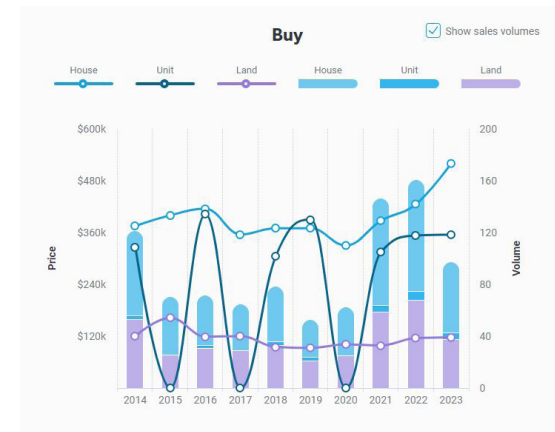 Buy
Show sales volumes
House Unit Land House Unit Land
$600k 200
$480k 160
$360k 120
$240k 80
$120k 40
0
Price
Volume
2014 2015 2016 2017 2018 2019 2020 2021 2022 2023